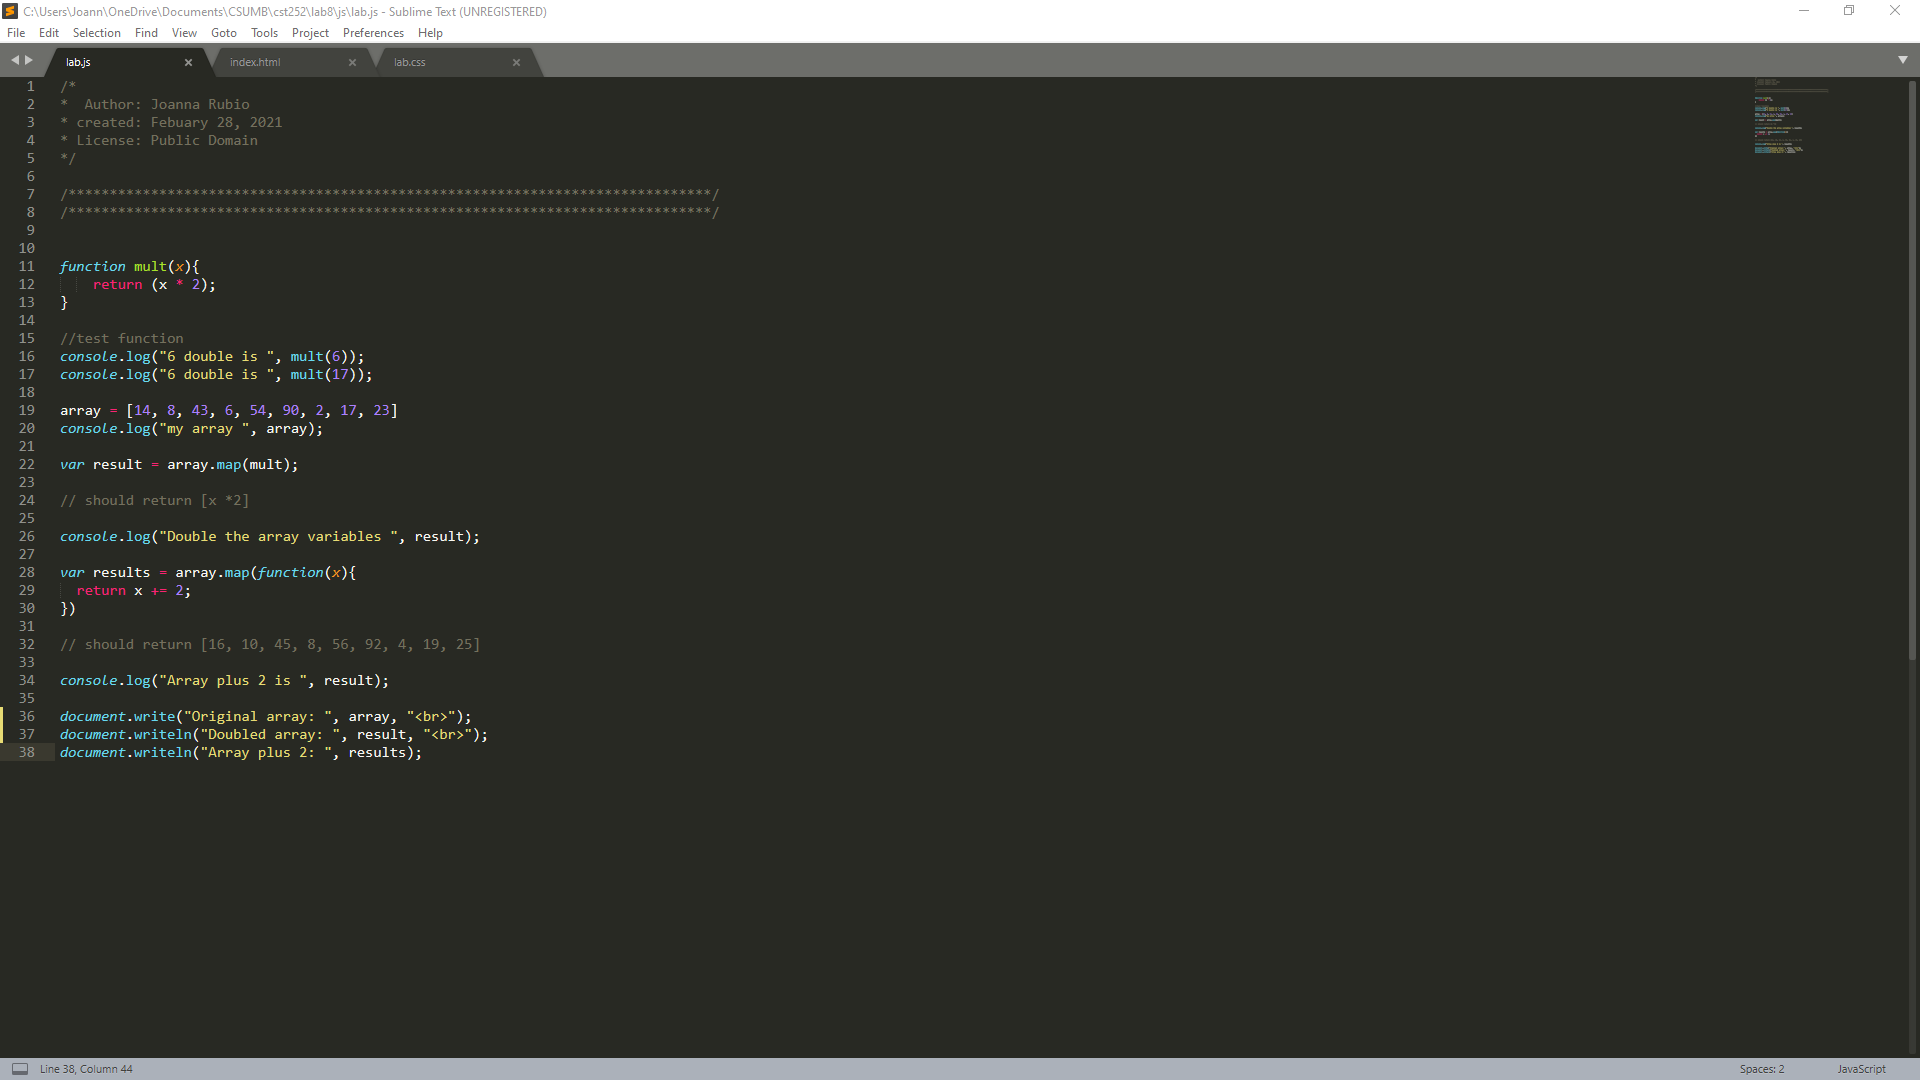 C:\Users\Joann\OneDrive\Documents\CSUMB\cst252\lab8\js\lab.js - Sublime Text (UNREGISTERED)
File Edit Selection Find View Goto Tools Project Preferences Help
lab.js index.html lab.css
1 /*
2 *  Author: Joanna Rubio
3 * created: Febuary 28, 2021
4 * License: Public Domain
5 */
6
7 /******************************************************************************/
8 /******************************************************************************/
9
10
11 function mult(x){
12     return (x * 2);
13 }
14
15 //test function
16 console.log("6 double is ", mult(6));
17 console.log("6 double is ", mult(17));
18
19 array = [14, 8, 43, 6, 54, 90, 2, 17, 23]
20 console.log("my array ", array);
21
22 var result = array.map(mult);
23
24 // should return [x *2]
25
26 console.log("Double the array variables ", result);
27
28 var results = array.map(function(x){
29   return x += 2;
30 })
31
32 // should return [16, 10, 45, 8, 56, 92, 4, 19, 25]
33
34 console.log("Array plus 2 is ", result);
35
36 document.write("Original array: ", array, "<br>");
37 document.writeln("Doubled array: ", result, "<br>");
38 document.writeln("Array plus 2: ", results);
Line 38, Column 44 Spaces: 2 JavaScript